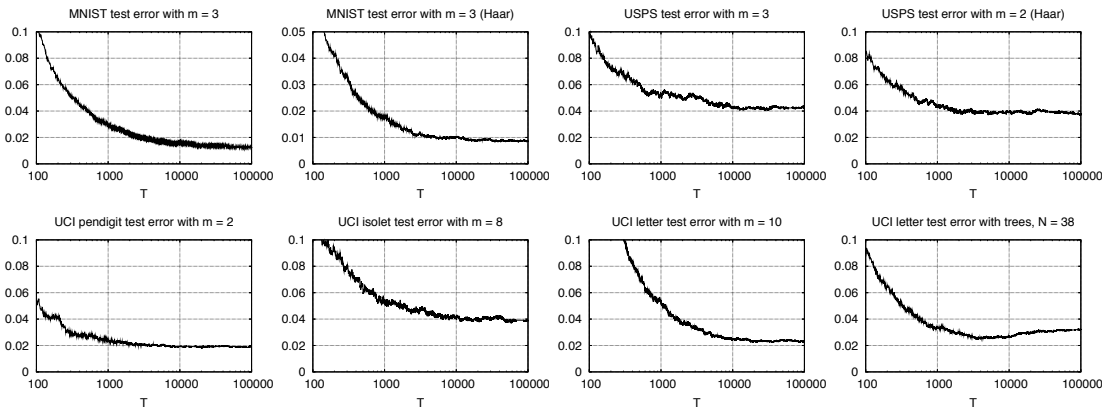 MNIST test error with m = 3
0.1
0.08
0.06
0.04
0.02
0
100 1000 10000 100000
T
MNIST test error with m = 3 (Haar)
0.05
0.04
0.03
0.02
0.01
0
100 1000 10000 100000
T
USPS test error with m = 3
0.1
0.08
0.06
0.04
0.02
0
100 1000 10000 100000
T
USPS test error with m = 2 (Haar)
0.1
0.08
0.06
0.04
0.02
0
100 1000 10000 100000
T
UCI pendigit test error with m = 2
0.1
0.08
0.06
0.04
0.02
0
100 1000 10000 100000
T
UCI isolet test error with m = 8
0.1
0.08
0.06
0.04
0.02
0
100 1000 10000 100000
T
UCI letter test error with m = 10
0.1
0.08
0.06
0.04
0.02
0
100 1000 10000 100000
T
UCI letter test error with trees, N = 38
0.1
0.08
0.06
0.04
0.02
0
100 1000 10000 100000
T